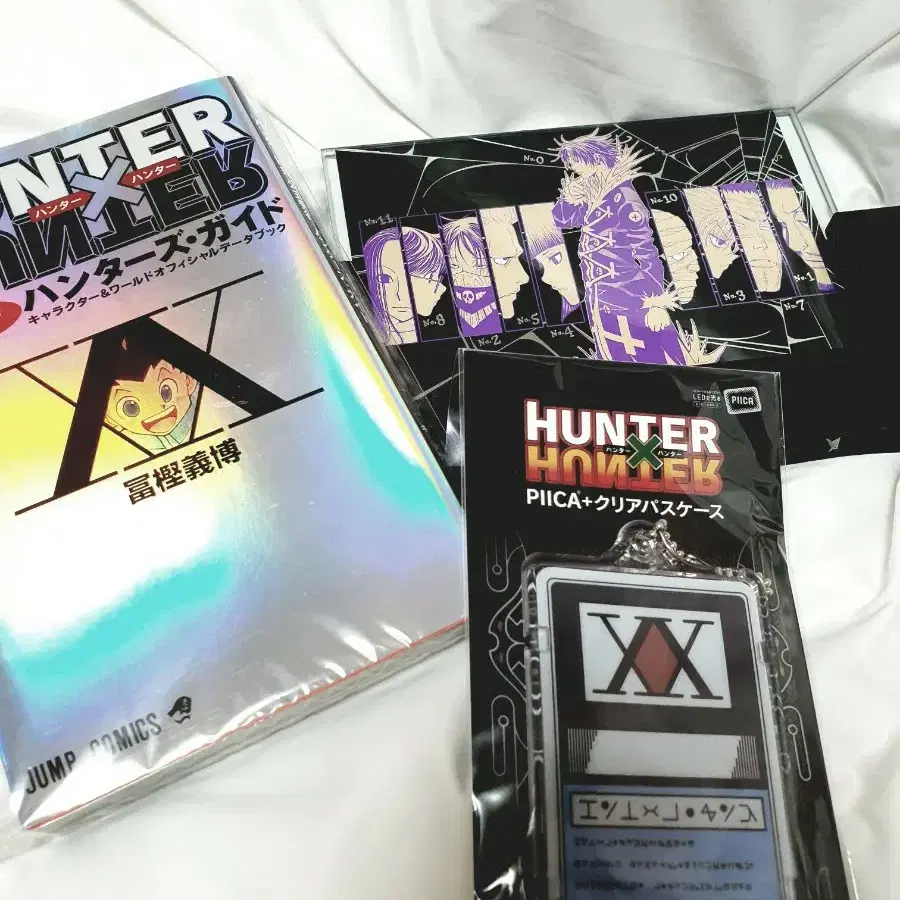 HUNTER
ハンター×ハンター
HUNTER
ハンターズ・ガイド
キャラクター&ワールドオフィシャルデータブック
冨樫義博
JUMP COMICS
No.0
No.11
No.10
No.8
No.2
No.5
No.4
No.3
No.1
No.7
PIICA
HUNTER
ハンター×ハンター
HUNTER
PIICA+クリアパスケース